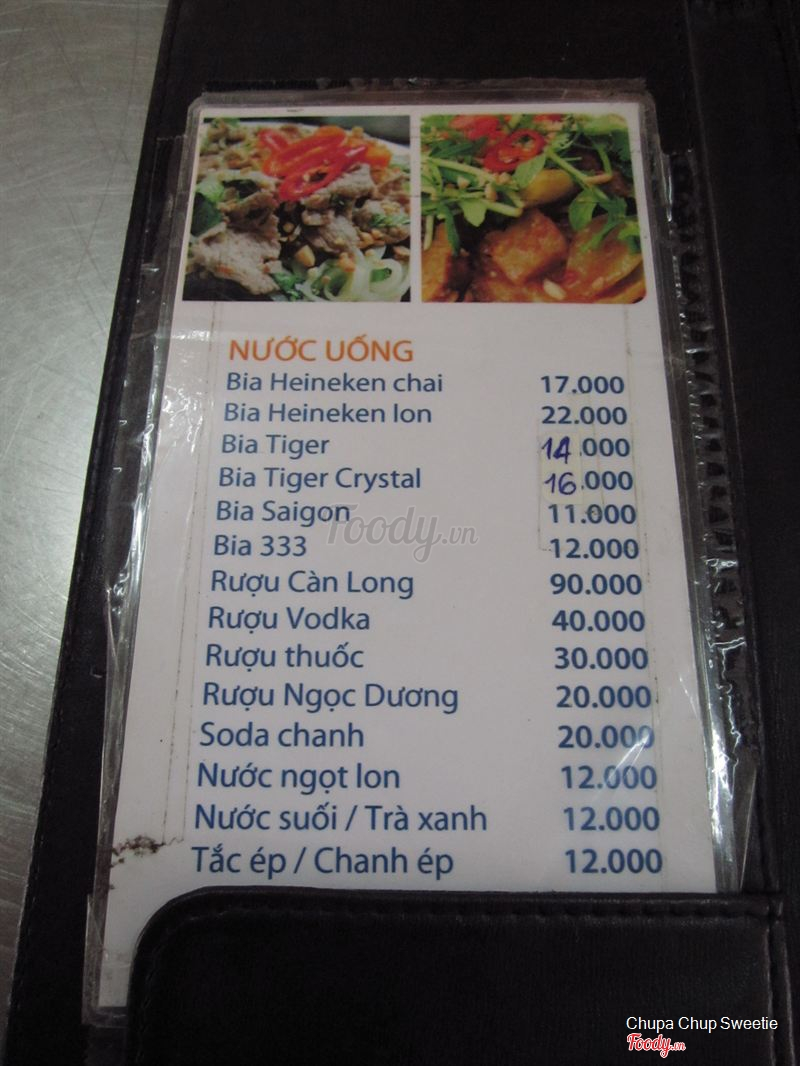 NƯỚC UỐNG
Bia Heineken chai 17.000
Bia Heineken lon 22.000
Bia Tiger 14.000
Bia Tiger Crystal 16.000
Bia Saigon 11.000
Foody.vn
Bia 333 12.000
Rượu Càn Long 90.000
Rượu Vodka 40.000
Rượu thuốc 30.000
Rượu Ngọc Dương 20.000
Soda chanh 20.000
Nước ngọt lon 12.000
Nước suối / Trà xanh 12.000
Tắc ép / Chanh ép 12.000
Chupa Chup Sweetie
Foody.vn